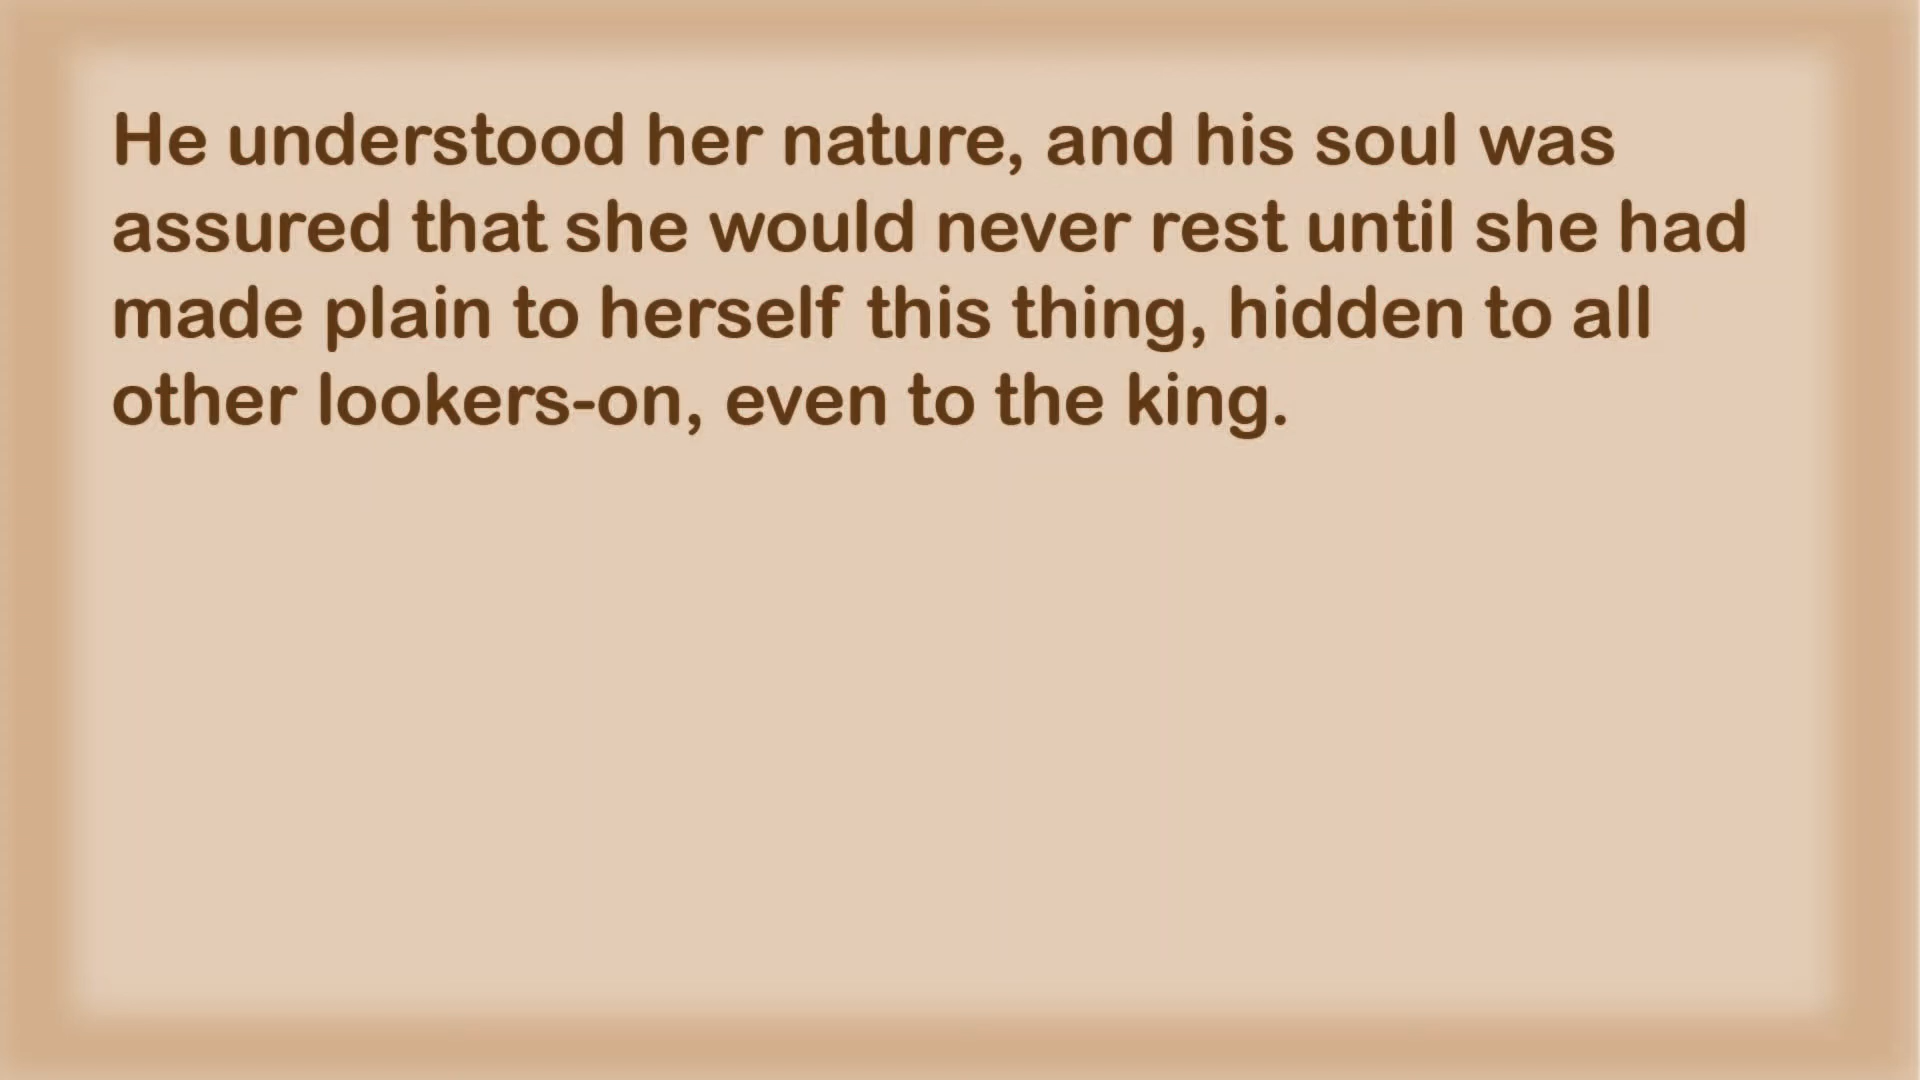 He understood her nature, and his soul was
assured that she would never rest until she had
made plain to herself this thing, hidden to all
other lookers-on, even to the king.